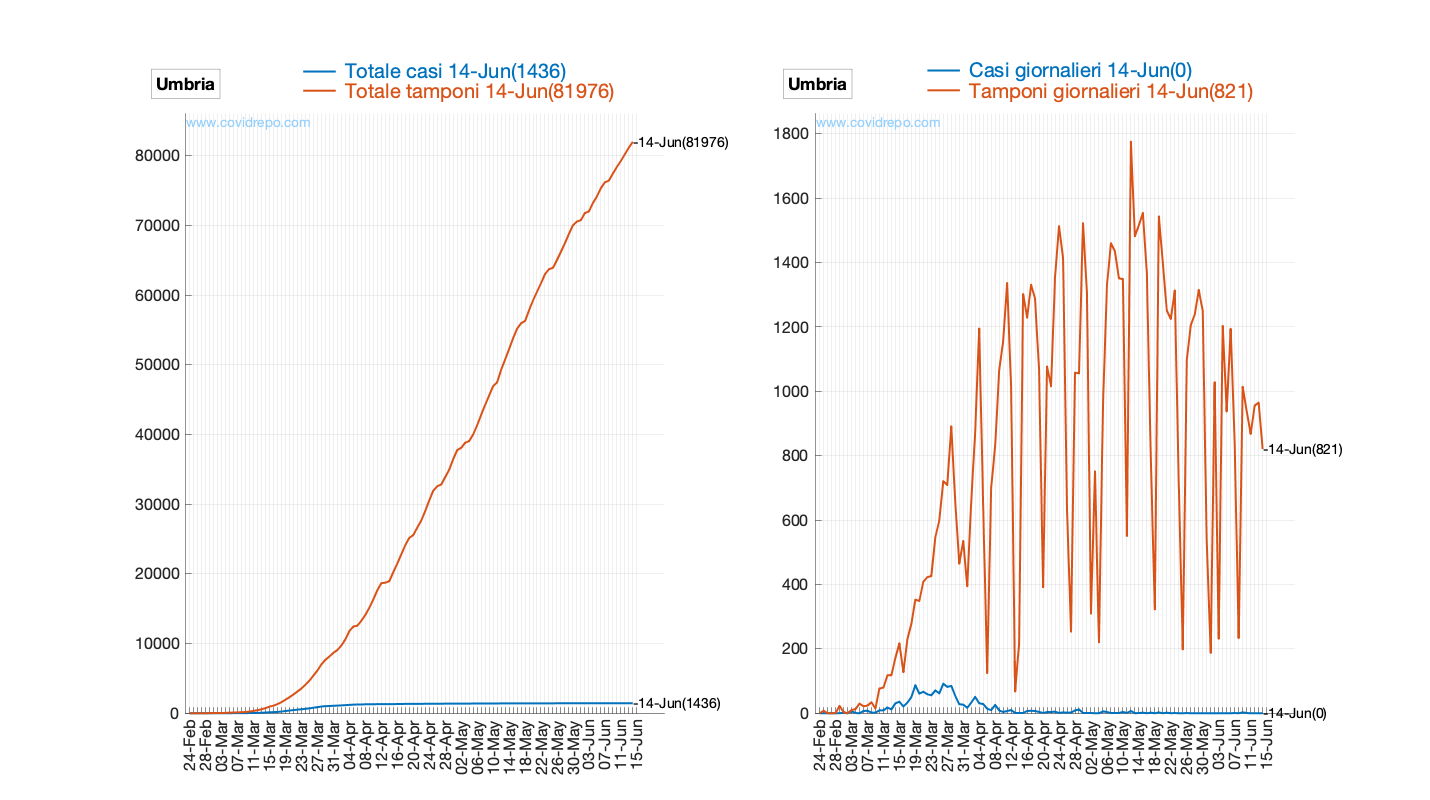 Umbria
Totale casi 14-Jun(1436)
Totale tamponi 14-Jun(81976)
www.covidrepo.com
80000
70000
60000
50000
40000
30000
20000
10000
0
14-Jun(81976)
14-Jun(1436)
24-Feb
28-Feb
03-Mar
07-Mar
11-Mar
15-Mar
19-Mar
23-Mar
27-Mar
31-Mar
04-Apr
08-Apr
12-Apr
16-Apr
20-Apr
24-Apr
28-Apr
02-May
06-May
10-May
14-May
18-May
22-May
26-May
30-May
03-Jun
07-Jun
11-Jun
15-Jun
Umbria
Casi giornalieri 14-Jun(0)
Tamponi giornalieri 14-Jun(821)
www.covidrepo.com
1800
1600
1400
1200
1000
800
600
400
200
0
14-Jun(821)
14-Jun(0)
24-Feb
28-Feb
03-Mar
07-Mar
11-Mar
15-Mar
19-Mar
23-Mar
27-Mar
31-Mar
04-Apr
08-Apr
12-Apr
16-Apr
20-Apr
24-Apr
28-Apr
02-May
06-May
10-May
14-May
18-May
22-May
26-May
30-May
03-Jun
07-Jun
11-Jun
15-Jun